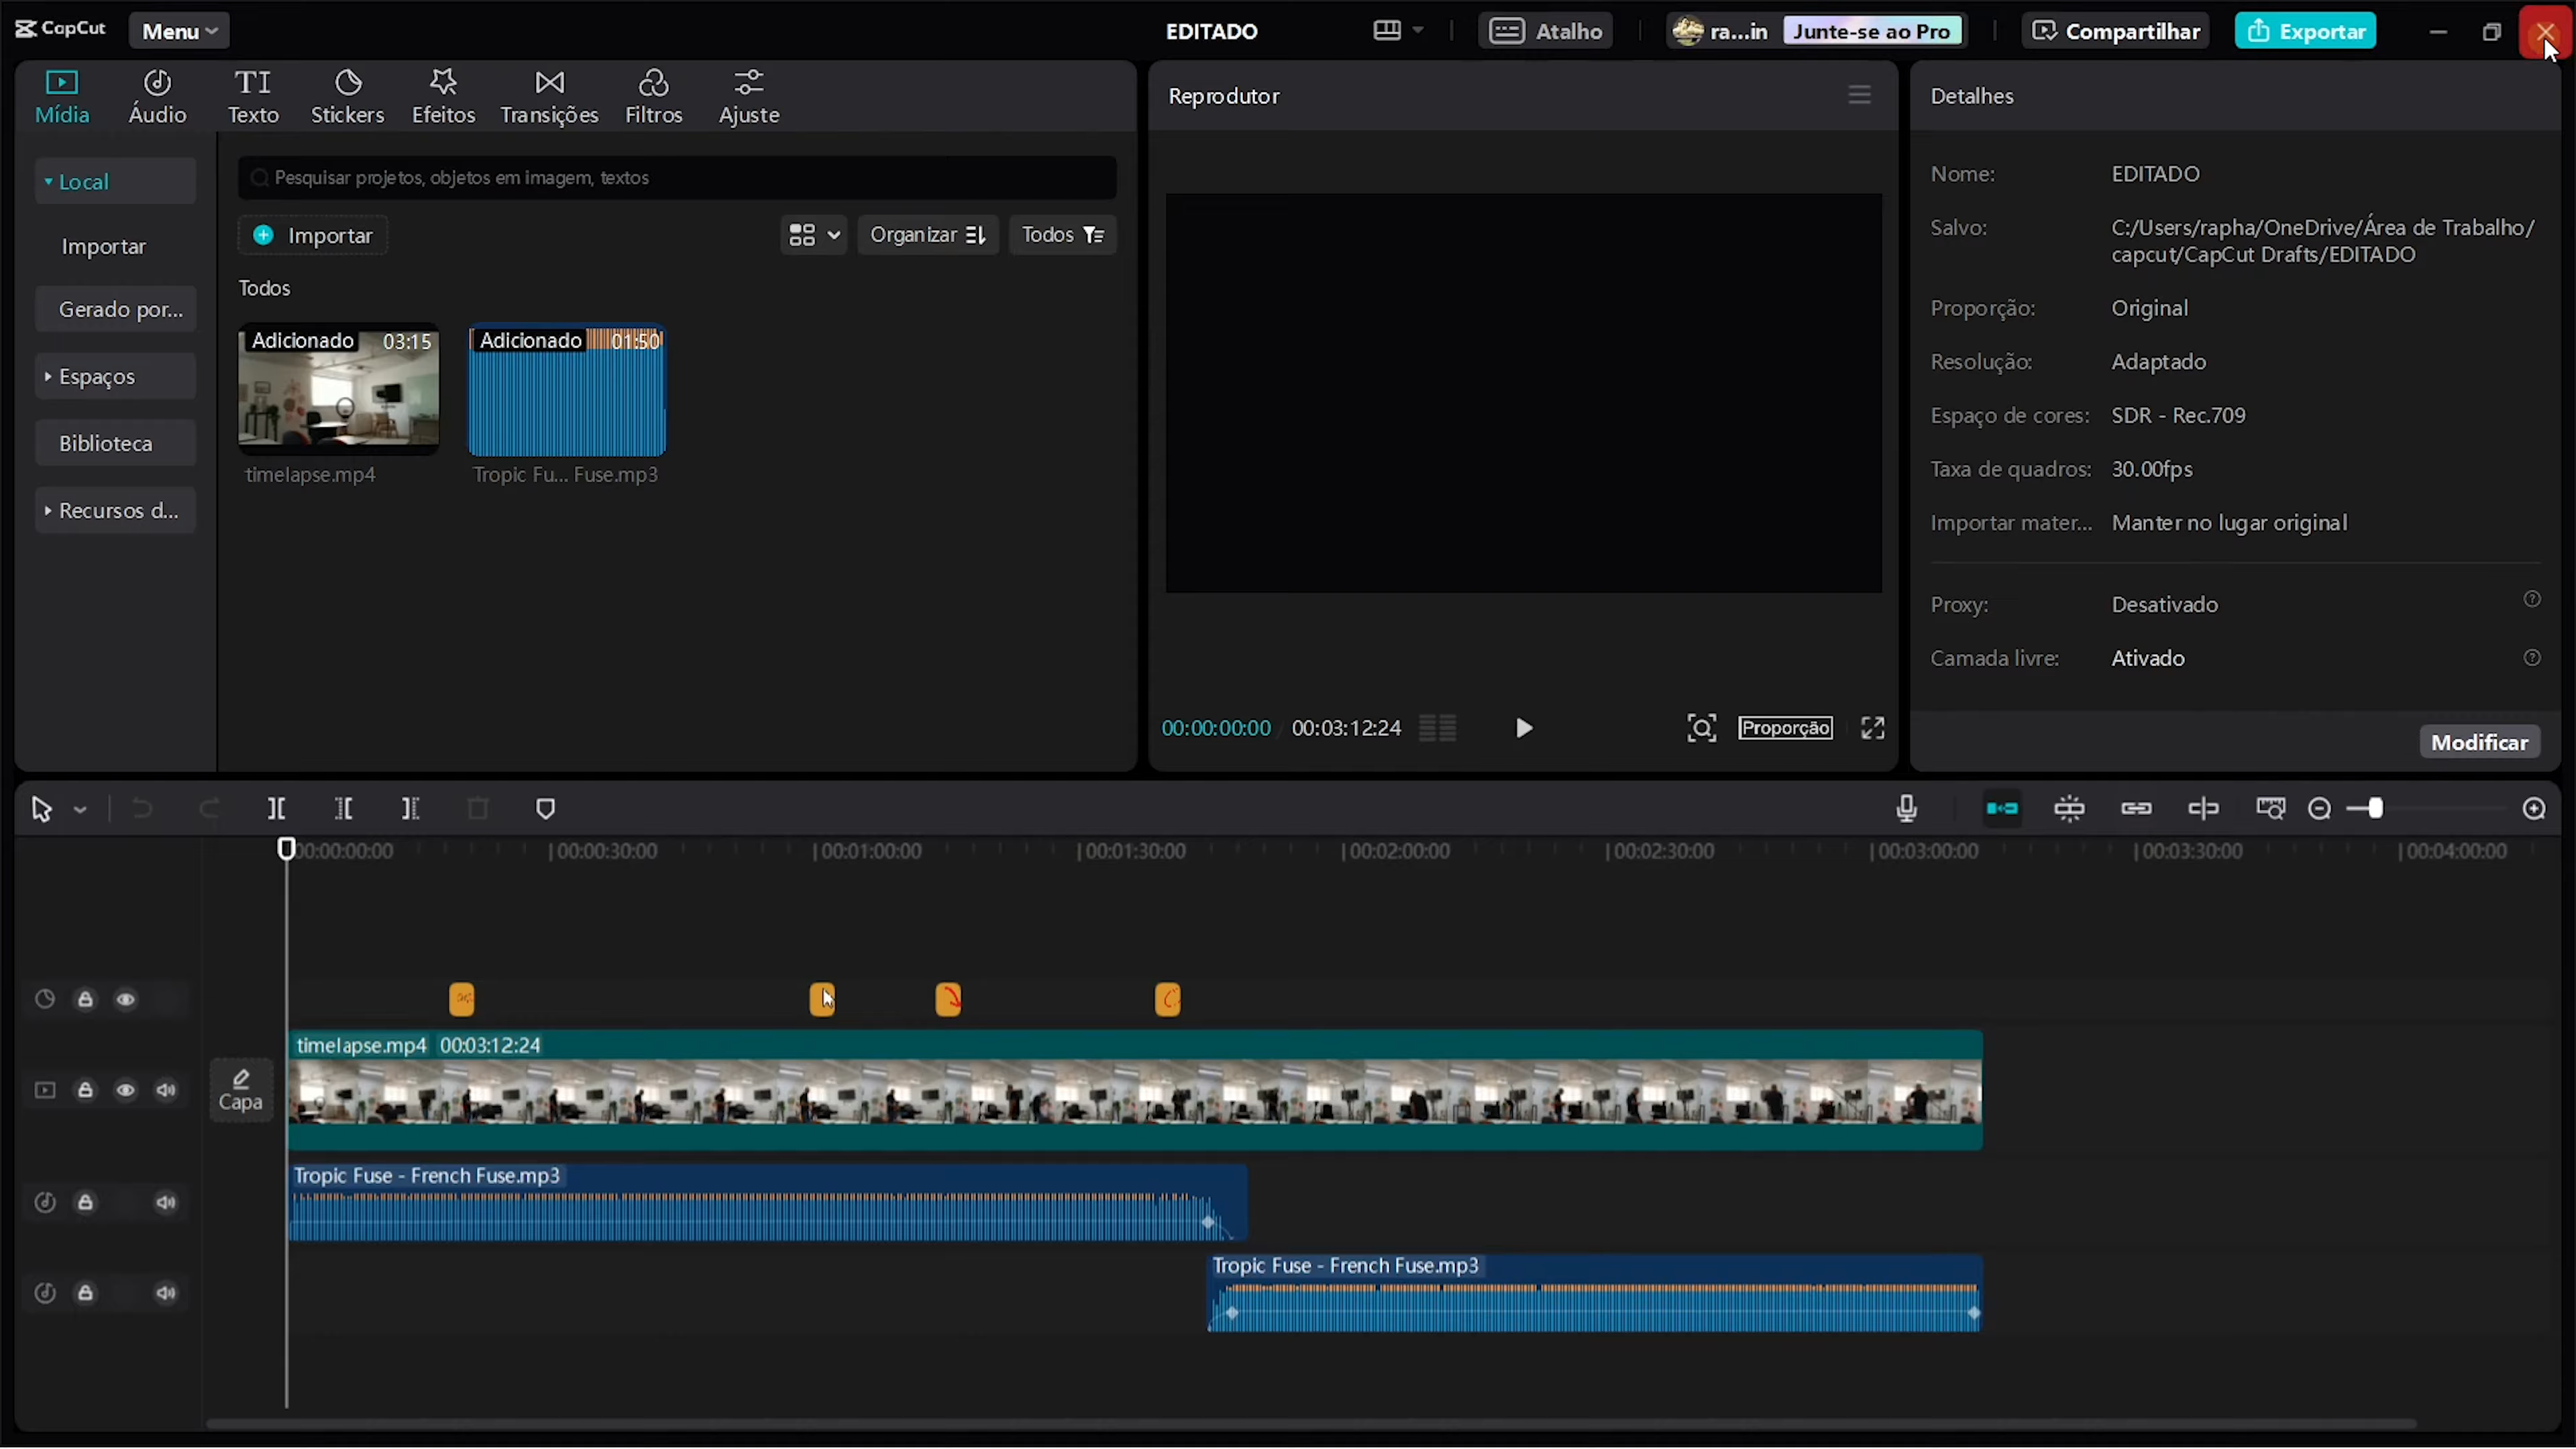 CapCut
Menu
EDITADO
Atalho
ra...in
Junte-se ao Pro
Compartilhar
Exportar
Mídia
Áudio
TI
Texto
Stickers
Efeitos
Transições
Filtros
Ajuste
Local
Importar
Gerado por...
Espaços
Biblioteca
Recursos d...
Pesquisar projetos, objetos em imagem, textos
Importar
Organizar
Todos
Todos
Adicionado 03:15
timelapse.mp4
Adicionado 01:50
Tropic Fu... Fuse.mp3
Reprodutor
00:00:00:00 / 00:03:12:24
Proporção
Detalhes
Nome: EDITADO
Salvo: C:/Users/rapha/OneDrive/Área de Trabalho/
capcut/CapCut Drafts/EDITADO
Proporção: Original
Resolução: Adaptado
Espaço de cores: SDR - Rec.709
Taxa de quadros: 30.00fps
Importar mater... Manter no lugar original
Proxy: Desativado
Camada livre: Ativado
Modificar
00:00:00:00 |00:00:30:00 |00:01:00:00 |00:01:30:00 |00:02:00:00 |00:02:30:00 |00:03:00:00 |00:03:30:00 |00:04:00:00
timelapse.mp4 00:03:12:24
Capa
Tropic Fuse - French Fuse.mp3
Tropic Fuse - French Fuse.mp3